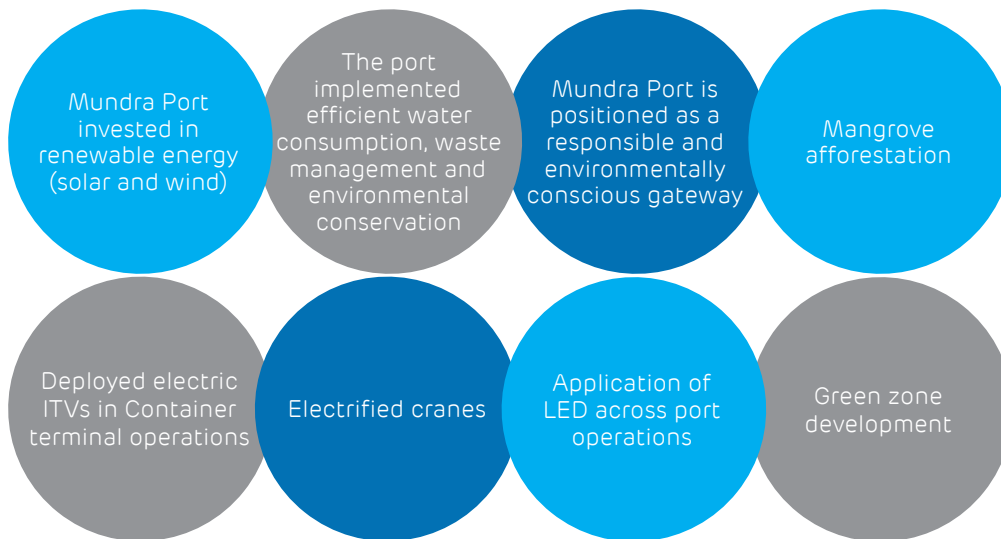 Mundra Port
invested in
renewable energy
(solar and wind)
The port
implemented
efficient water
consumption, waste
management and
environmental
conservation
Mundra Port is
positioned as a
responsible and
environmentally
conscious gateway
Mangrove
afforestation
Deployed electric
ITVs in Container
terminal operations
Electrified cranes
Application of
LED across port
operations
Green zone
development